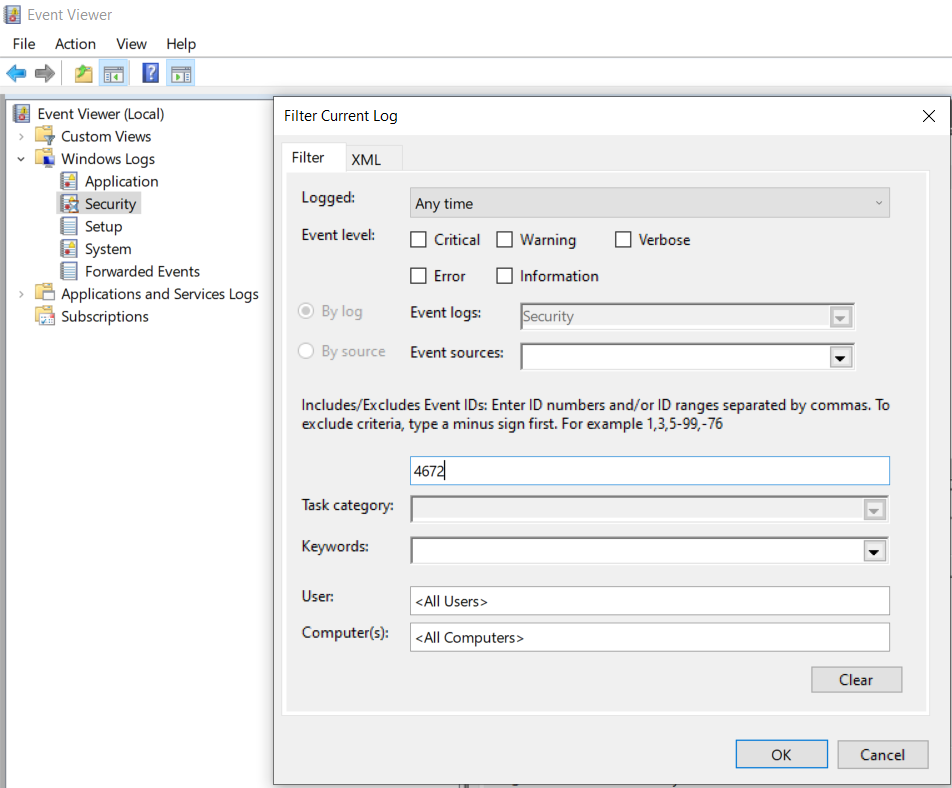 Event Viewer
File Action View Help
Event Viewer (Local)
Custom Views
Windows Logs
Application
Security
Setup
System
Forwarded Events
Applications and Services Logs
Subscriptions
Filter Current Log
Filter XML
Logged: Any time
Event level: Critical Warning Verbose
Error Information
By log Event logs: Security
By source Event sources:
Includes/Excludes Event IDs: Enter ID numbers and/or ID ranges separated by commas. To
exclude criteria, type a minus sign first. For example 1,3,5-99,-76
4672
Task category:
Keywords:
User: <All Users>
Computer(s): <All Computers>
Clear
OK Cancel